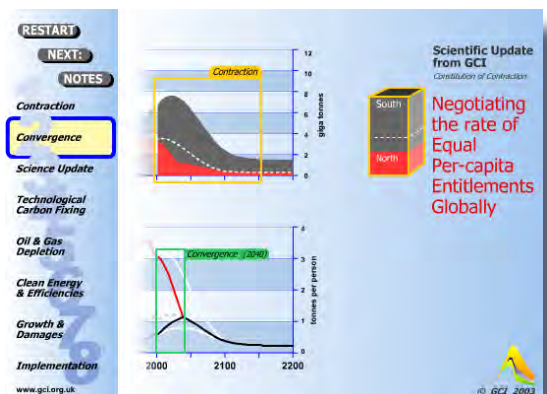 RESTART
NEXT:
NOTES
Contraction
Convergence
Science Update
Technological
Carbon Fixing
Oil & Gas
Depletion
Clean Energy
& Efficiencies
Growth &
Damages
Implementation
www.gci.org.uk
Contraction
12
10
8
6
4
2
0
giga tonnes
Convergence (2040)
4
3
2
1
0
tonnes per person
2000
2100
2200
Scientific Update
from GCI
Constitution of Contraction
South
North
Negotiating
the rate of
Equal
Per-capita
Entitlements
Globally
© GCI 2003